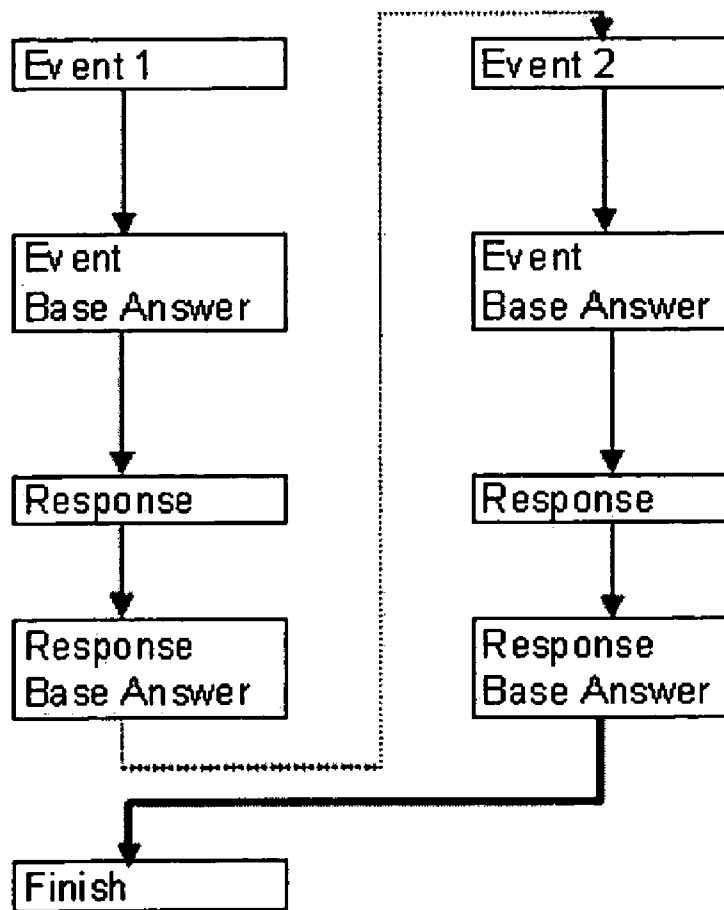 Event 1
Event
Base Answer
Response
Response
Base Answer
Event 2
Event
Base Answer
Response
Response
Base Answer
Finish